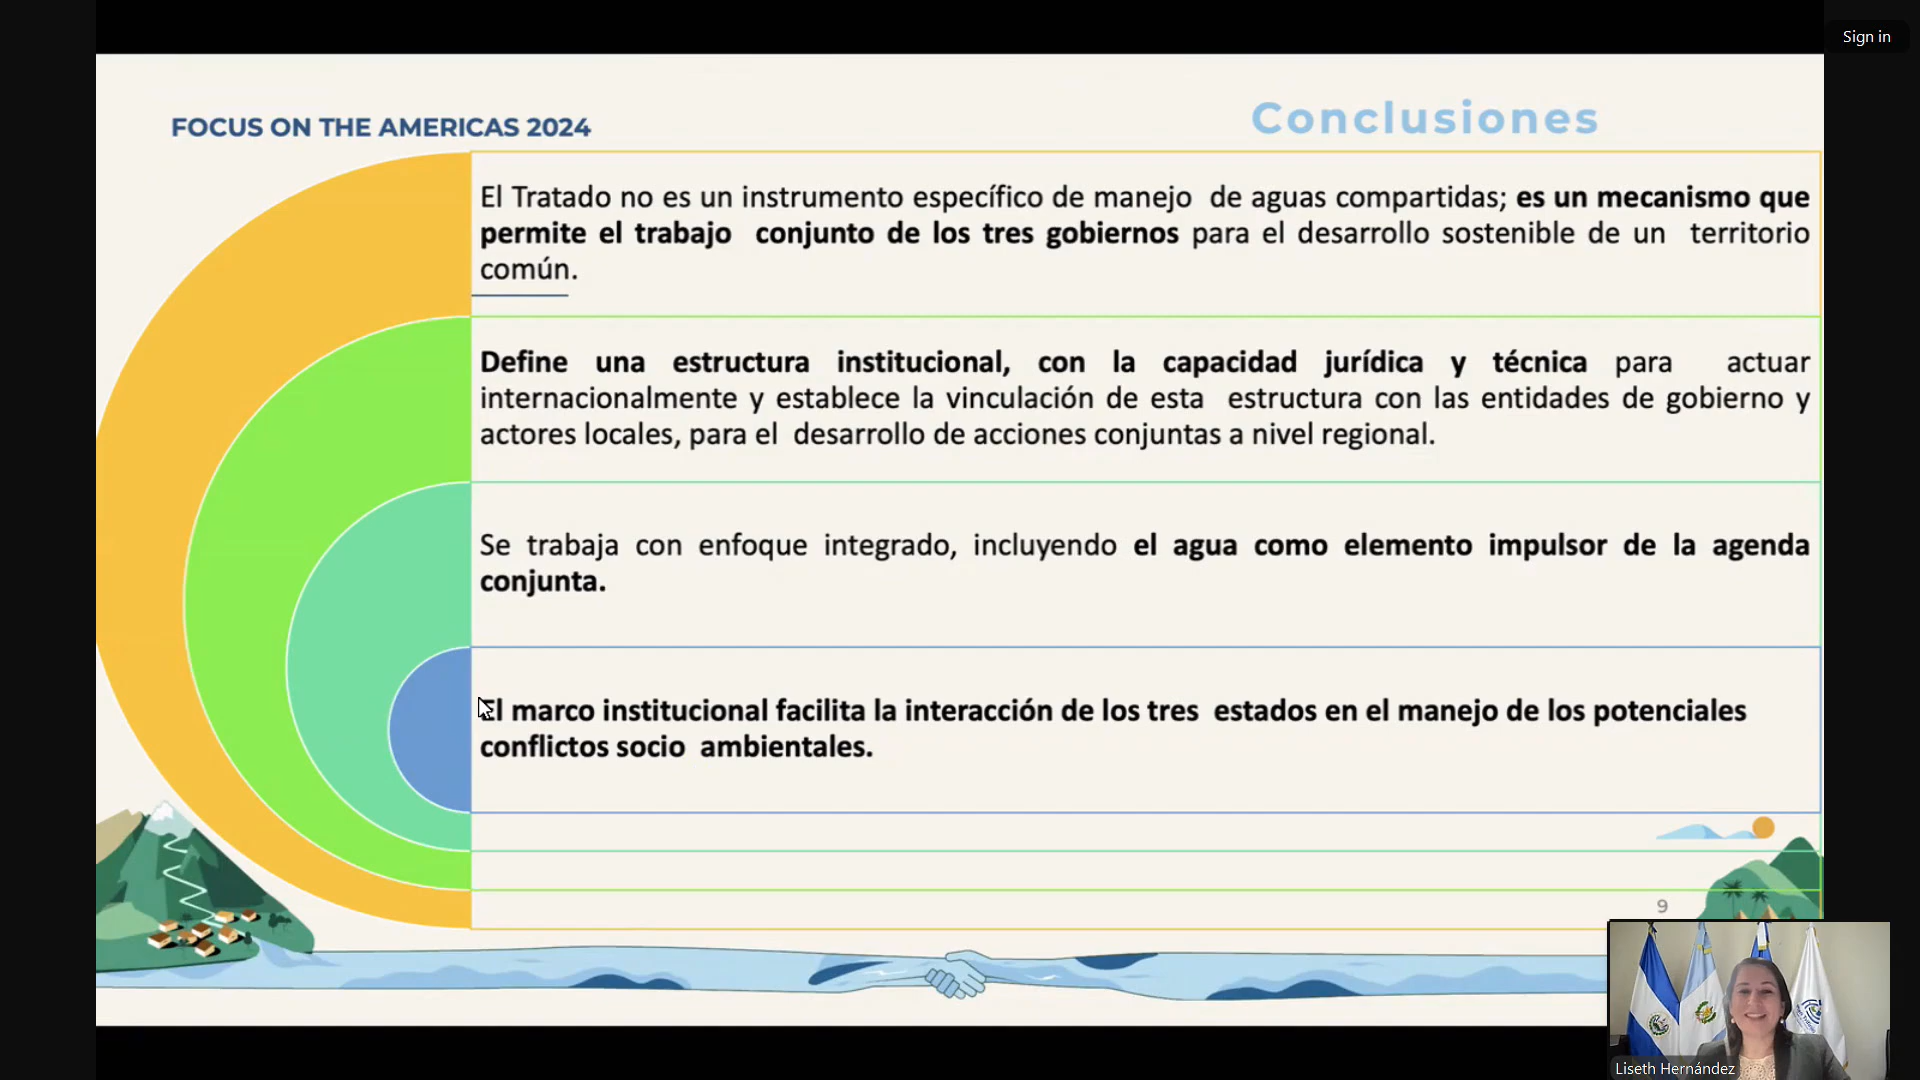 Sign in
FOCUS ON THE AMERICAS 2024
Conclusiones
El Tratado no es un instrumento específico de manejo de aguas compartidas; es un mecanismo que
permite el trabajo conjunto de los tres gobiernos para el desarrollo sostenible de un territorio
común.
Define una estructura institucional, con la capacidad jurídica y técnica para actuar
internacionalmente y establece la vinculación de esta estructura con las entidades de gobierno y
actores locales, para el desarrollo de acciones conjuntas a nivel regional.
Se trabaja con enfoque integrado, incluyendo el agua como elemento impulsor de la agenda
conjunta.
El marco institucional facilita la interacción de los tres estados en el manejo de los potenciales
conflictos socio ambientales.
9
Liseth Hernández